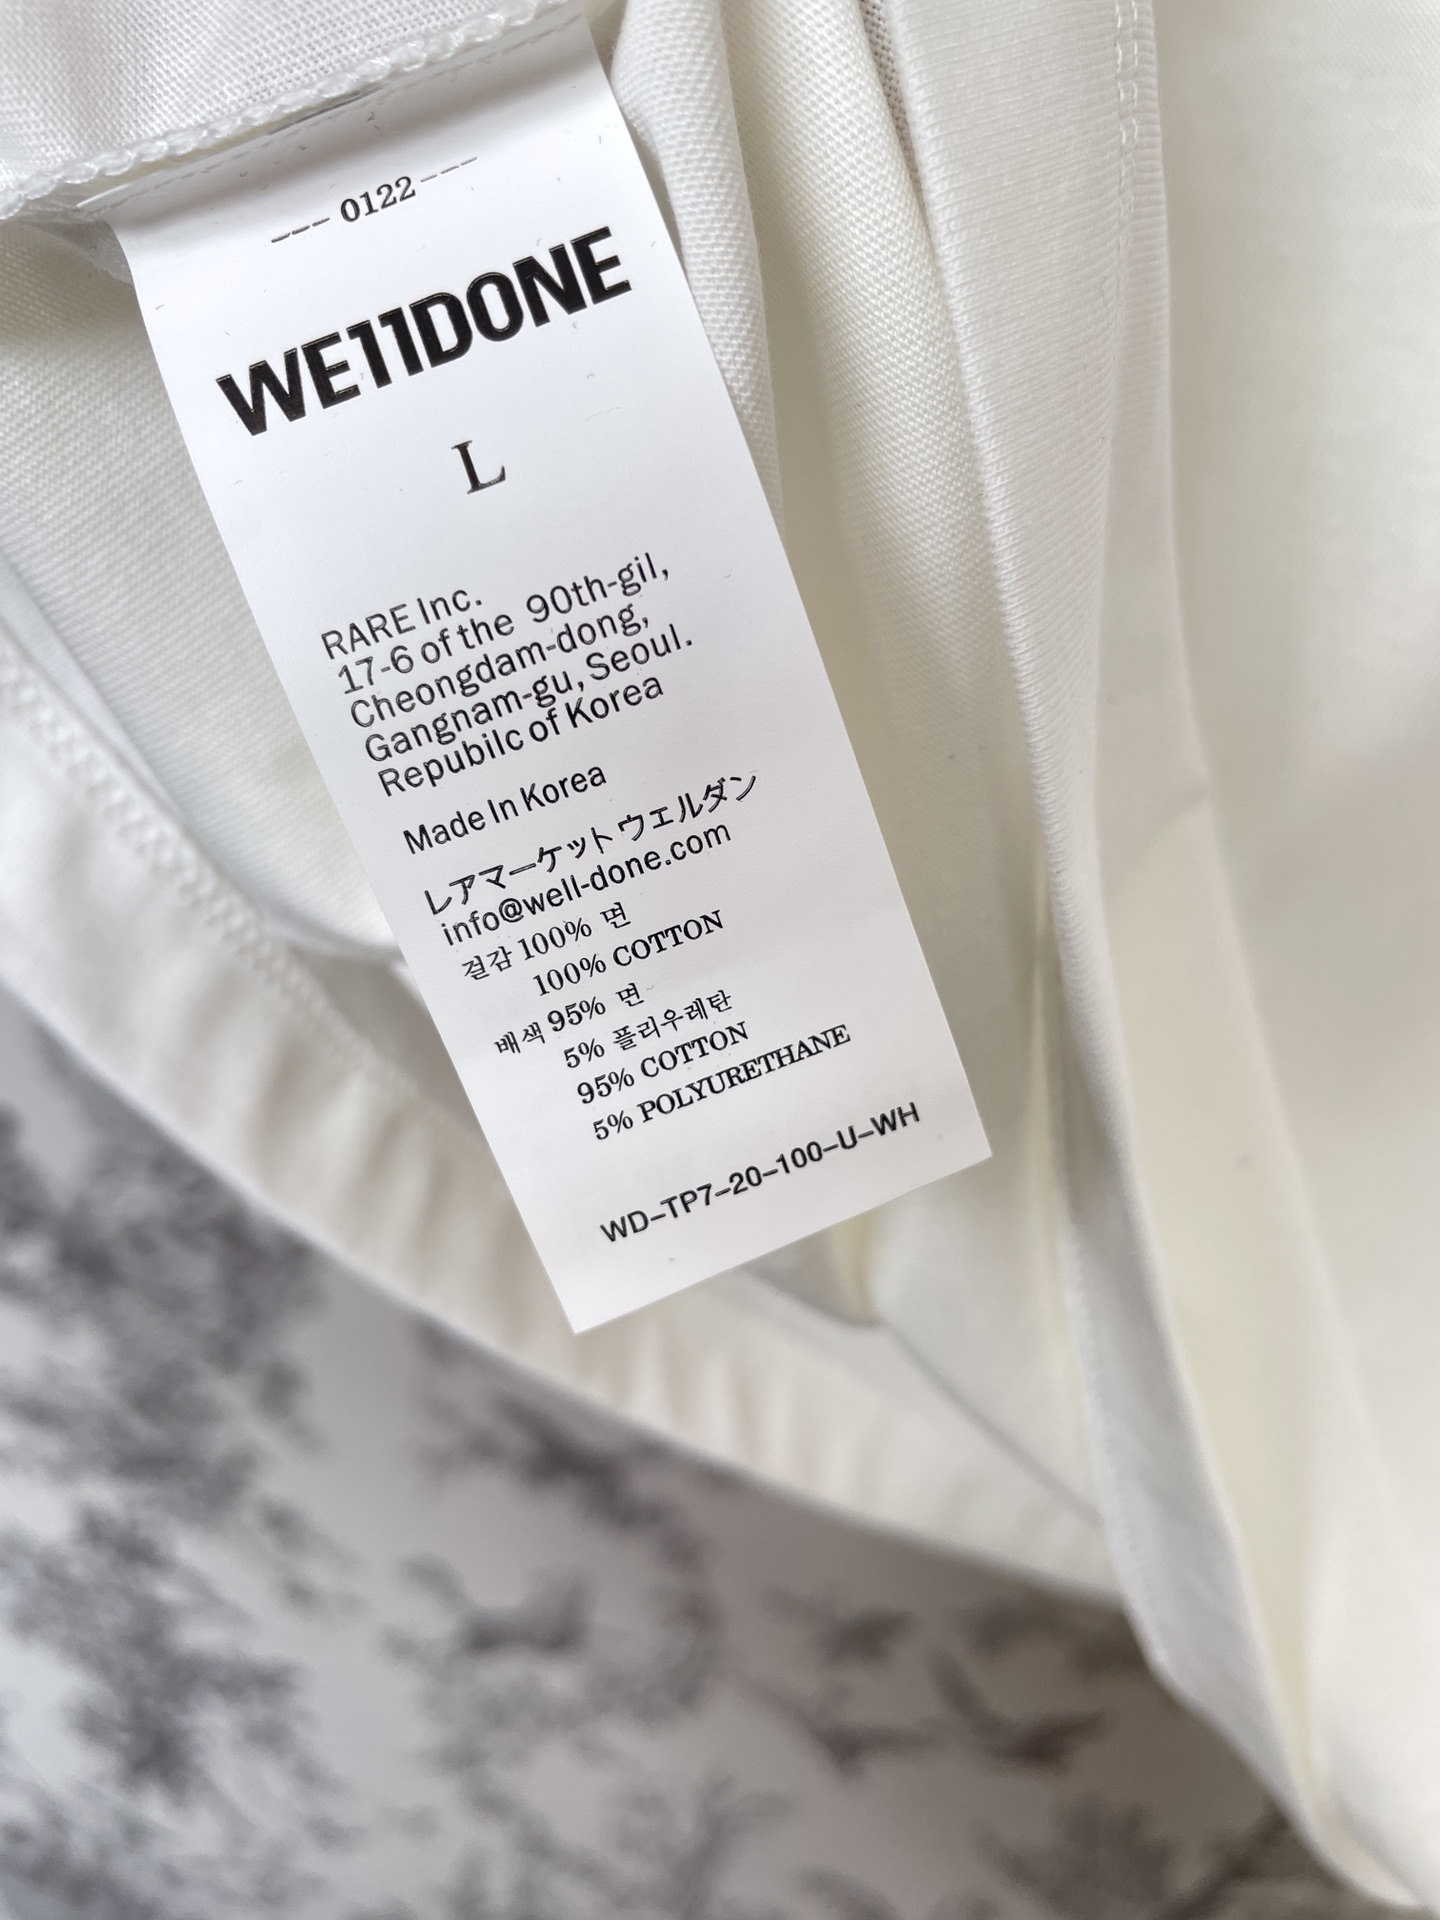 --- 0122 ---
WE11DONE
L
RARE Inc.
17-6 of the 90th-gil,
Cheongdam-dong,
Gangnam-gu, Seoul.
Republic of Korea
Made In Korea
レアマーケットウェルダン
info@well-done.com
겉감 100% 면
100% COTTON
배색 95% 면
5% 폴리우레탄
95% COTTON
5% POLYURETHANE
WD-TP7-20-100-U-WH